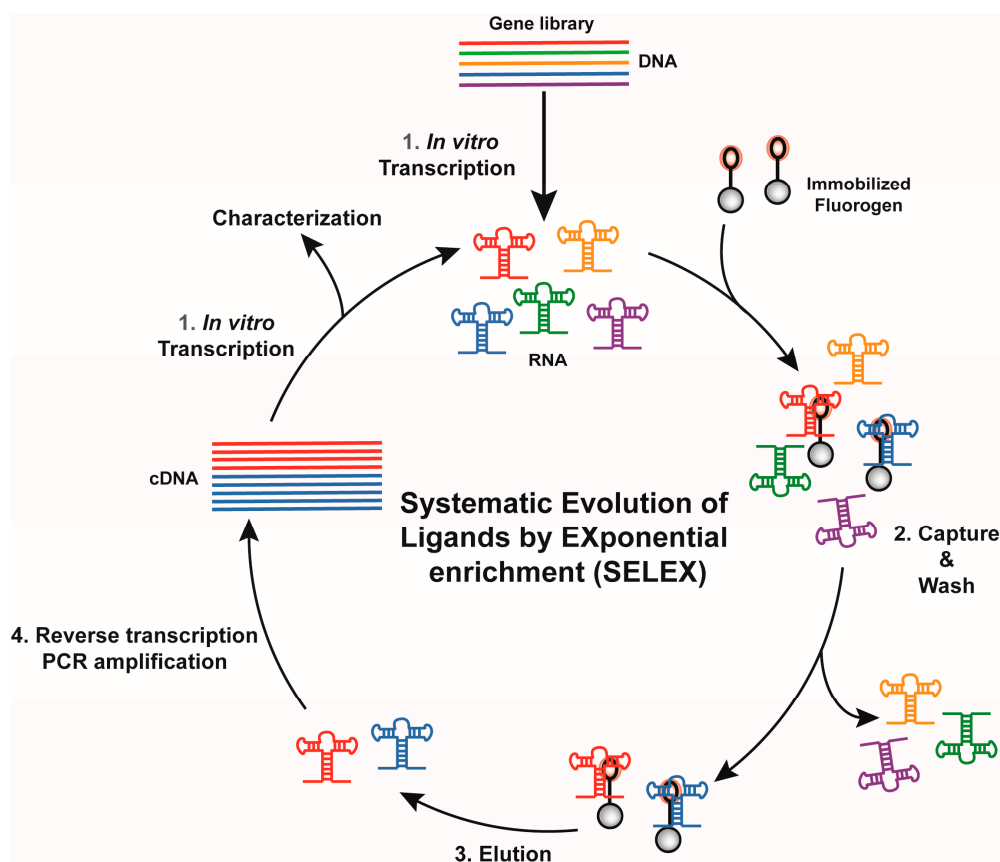 Gene library
DNA
1. In vitro
Transcription
Immobilized
Fluorogen
Characterization
1. In vitro
Transcription
RNA
cDNA
Systematic Evolution of
Ligands by EXponential
enrichment (SELEX)
2. Capture
&
Wash
4. Reverse transcription
PCR amplification
3. Elution